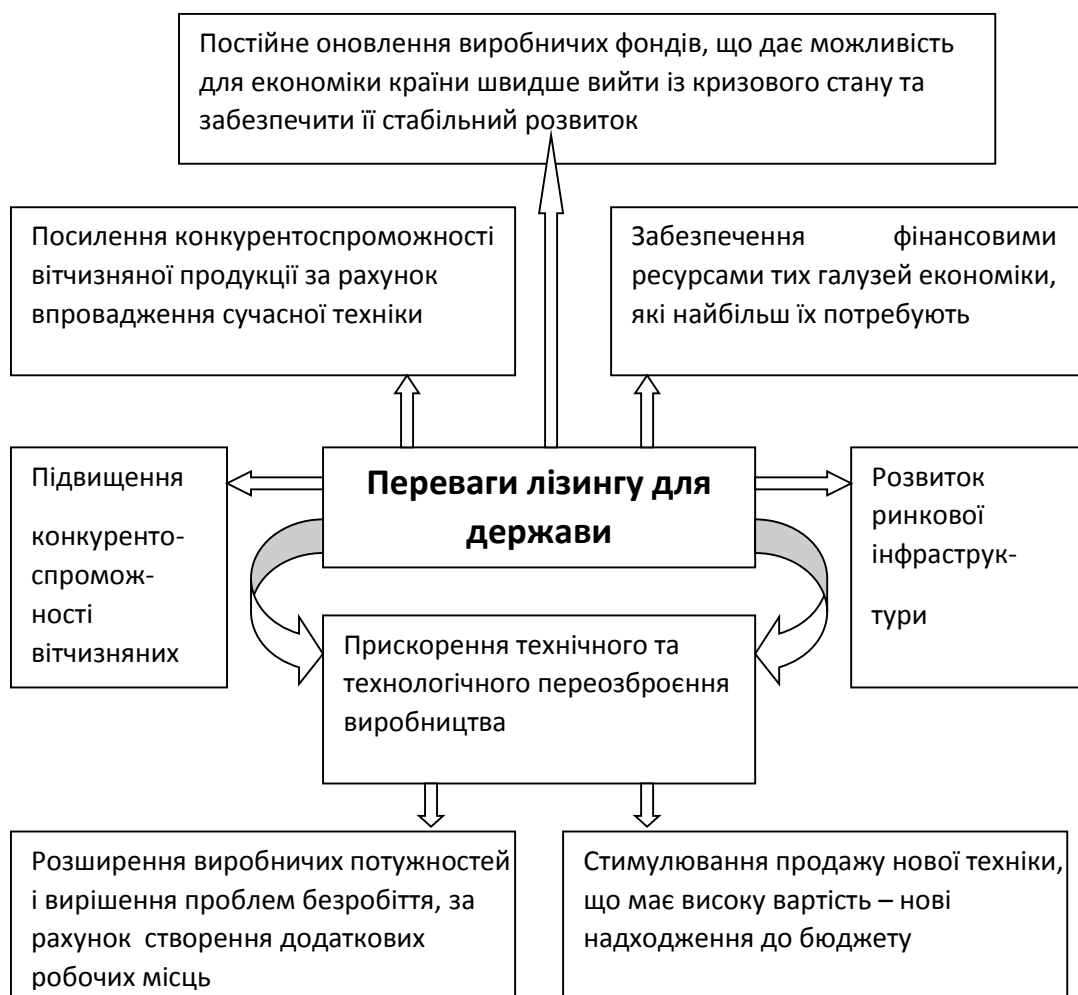 Постійне оновлення виробничих фондів, що дає можливість
для економіки країни швидше вийти із кризового стану та
забезпечити її стабільний розвиток
Посилення конкурентоспроможності
вітчизняної продукції за рахунок
впровадження сучасної техніки
Забезпечення фінансовими
ресурсами тих галузей економіки,
які найбільш їх потребують
Підвищення
конкуренто-
спромож-
ності
вітчизняних
Переваги лізингу для
держави
Розвиток
ринкової
інфраструк-
тури
Прискорення технічного та
технологічного переозброєння
виробництва
Розширення виробничих потужностей
і вирішення проблем безробіття, за
рахунок створення додаткових
робочих місць
Стимулювання продажу нової техніки,
що має високу вартість – нові
надходження до бюджету